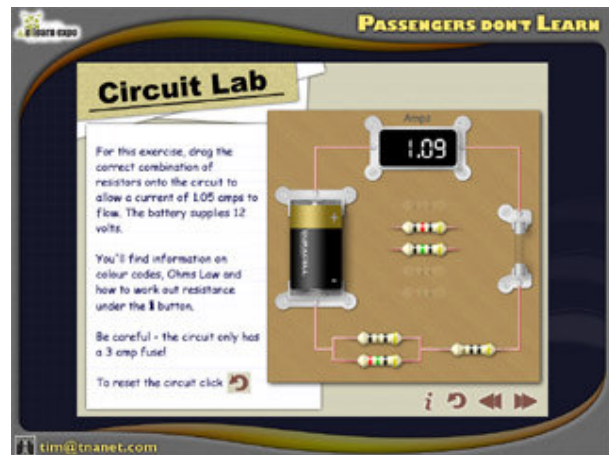 elearn expo
PASSENGERS DON'T LEARN
Circuit Lab
Amps
1.09
For this exercise, drag the
correct combination of
resistors onto the circuit to
allow a current of 1.05 amps to
flow. The battery supplies 12
volts.
You'll find information on
colour codes, Ohms Law and
how to work out resistance
under the i button.
Be careful - the circuit only has
a 3 amp fuse!
To reset the circuit click
i
tim@tnanet.com